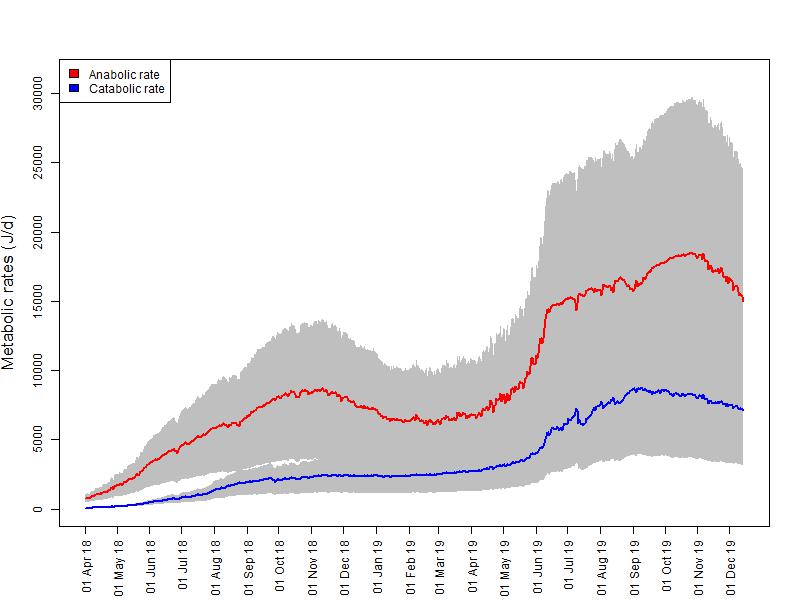 Anabolic rate
Catabolic rate
Metabolic rates (J/d)
30000
25000
20000
15000
10000
5000
0
01 Apr 18
01 May 18
01 Jun 18
01 Jul 18
01 Aug 18
01 Sep 18
01 Oct 18
01 Nov 18
01 Dec 18
01 Jan 19
01 Feb 19
01 Mar 19
01 Apr 19
01 May 19
01 Jun 19
01 Jul 19
01 Aug 19
01 Sep 19
01 Oct 19
01 Nov 19
01 Dec 19